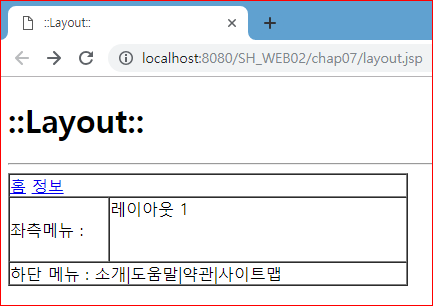 ::Layout::
localhost:8080/SH_WEB02/chap07/layout.jsp
::Layout::
홈 정보
좌측메뉴 :
레이아웃 1
하단 메뉴 : 소개|도움말|약관|사이트맵